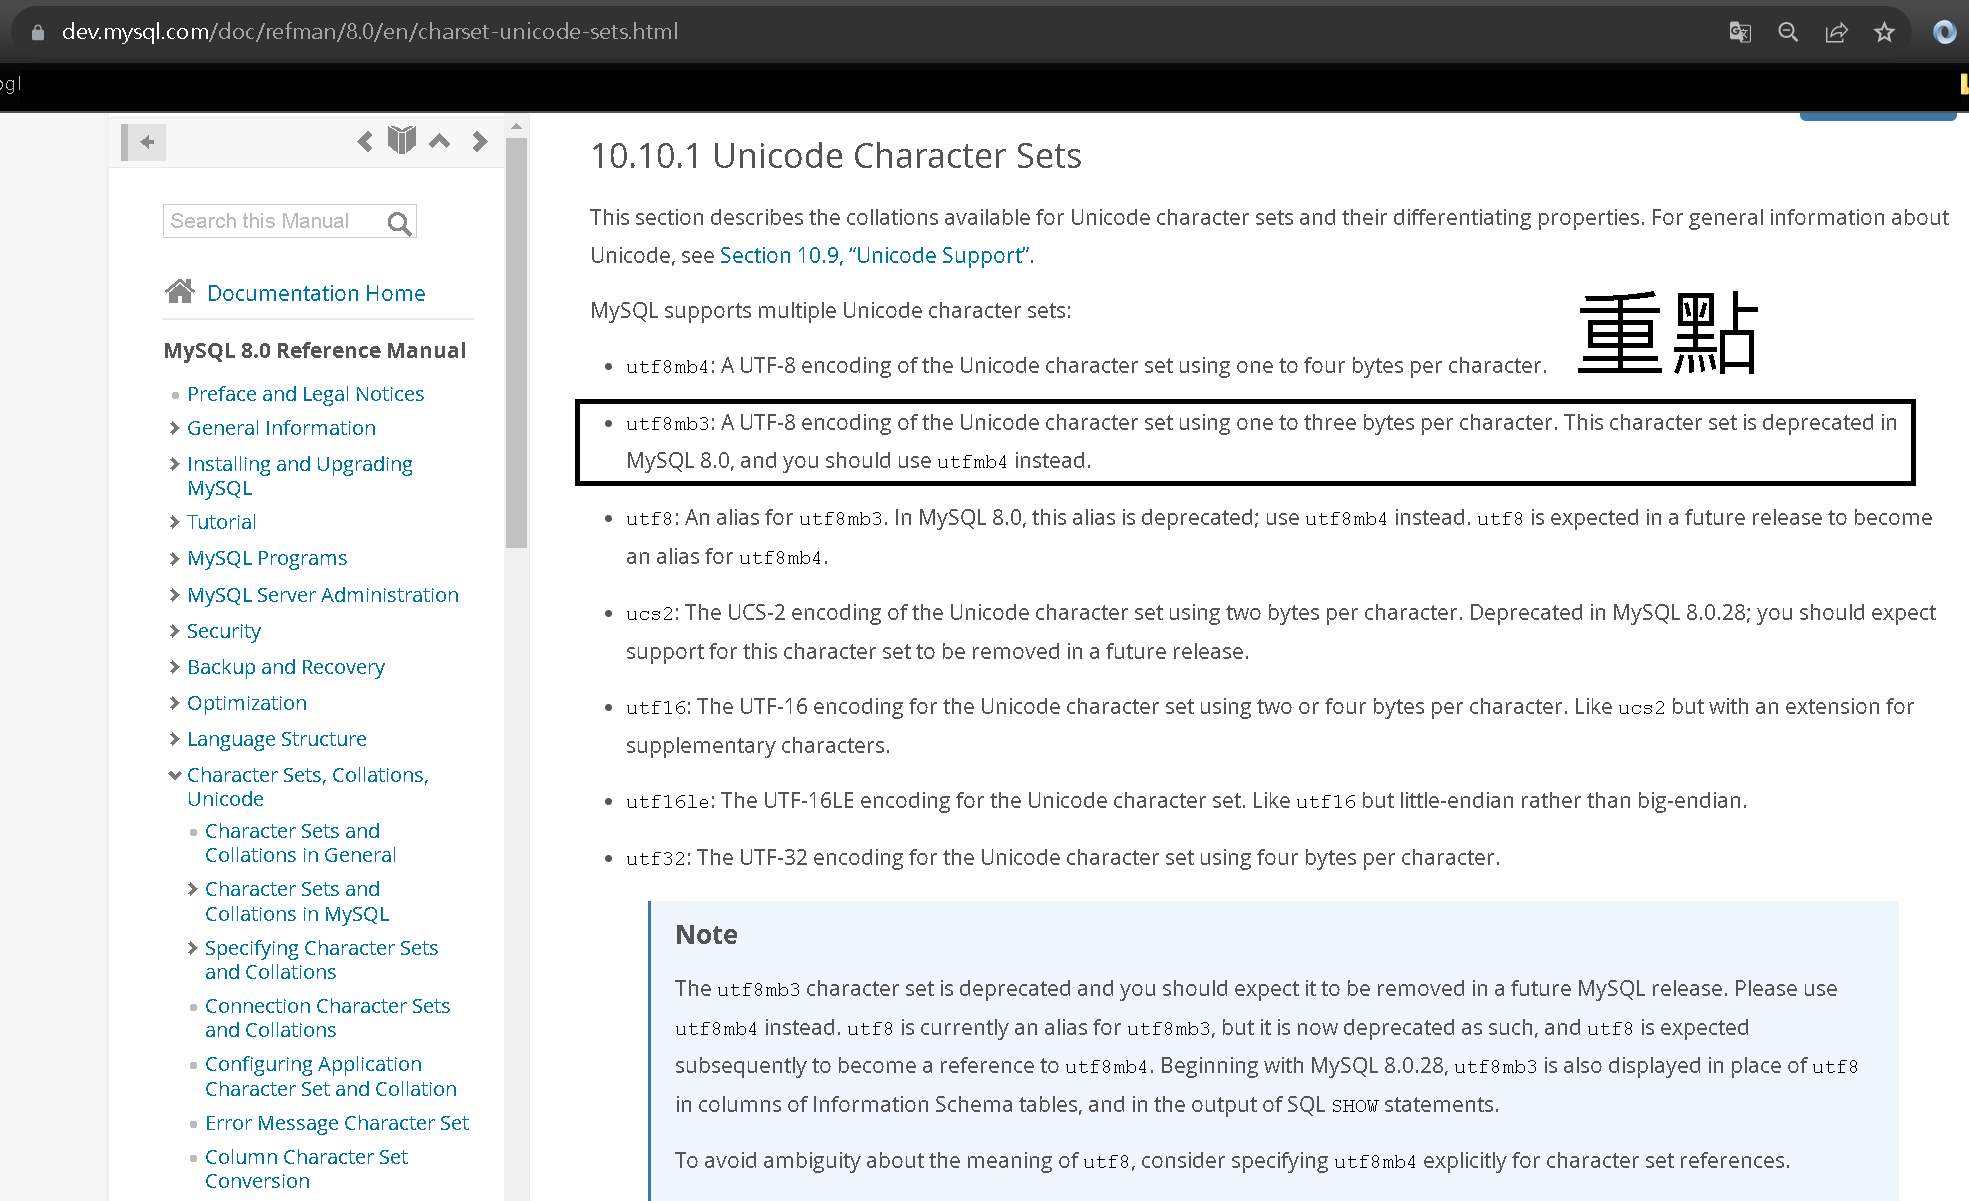 dev.mysql.com/doc/refman/8.0/en/charset-unicode-sets.html
ogl
Search this Manual
Documentation Home
MySQL 8.0 Reference Manual
Preface and Legal Notices
General Information
Installing and Upgrading
MySQL
Tutorial
MySQL Programs
MySQL Server Administration
Security
Backup and Recovery
Optimization
Language Structure
Character Sets, Collations,
Unicode
Character Sets and
Collations in General
Character Sets and
Collations in MySQL
Specifying Character Sets
and Collations
Connection Character Sets
and Collations
Configuring Application
Character Set and Collation
Error Message Character Set
Column Character Set
Conversion
10.10.1 Unicode Character Sets
This section describes the collations available for Unicode character sets and their differentiating properties. For general information about
Unicode, see Section 10.9, “Unicode Support”.
MySQL supports multiple Unicode character sets:
重點
utf8mb4: A UTF-8 encoding of the Unicode character set using one to four bytes per character.
utf8mb3: A UTF-8 encoding of the Unicode character set using one to three bytes per character. This character set is deprecated in
MySQL 8.0, and you should use utfmb4 instead.
utf8: An alias for utf8mb3. In MySQL 8.0, this alias is deprecated; use utf8mb4 instead. utf8 is expected in a future release to become
an alias for utf8mb4.
ucs2: The UCS-2 encoding of the Unicode character set using two bytes per character. Deprecated in MySQL 8.0.28; you should expect
support for this character set to be removed in a future release.
utf16: The UTF-16 encoding for the Unicode character set using two or four bytes per character. Like ucs2 but with an extension for
supplementary characters.
utf16le: The UTF-16LE encoding for the Unicode character set. Like utf16 but little-endian rather than big-endian.
utf32: The UTF-32 encoding for the Unicode character set using four bytes per character.
Note
The utf8mb3 character set is deprecated and you should expect it to be removed in a future MySQL release. Please use
utf8mb4 instead. utf8 is currently an alias for utf8mb3, but it is now deprecated as such, and utf8 is expected
subsequently to become a reference to utf8mb4. Beginning with MySQL 8.0.28, utf8mb3 is also displayed in place of utf8
in columns of Information Schema tables, and in the output of SQL SHOW statements.
To avoid ambiguity about the meaning of utf8, consider specifying utf8mb4 explicitly for character set references.